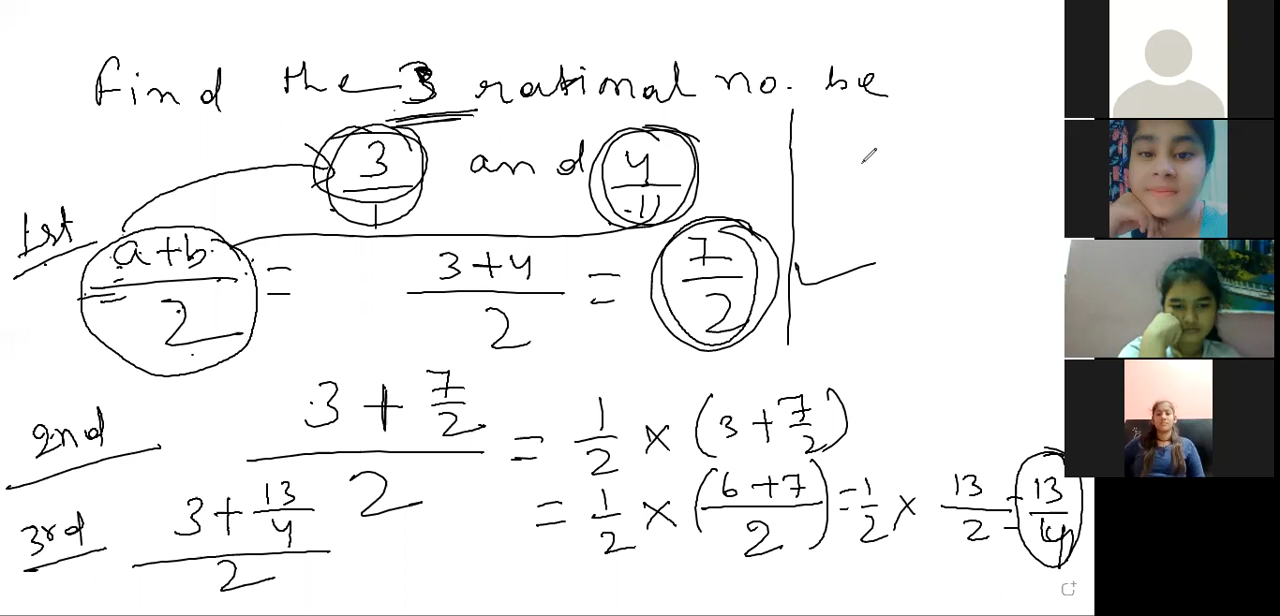 Find the 3 rational no. be
3/1 and 4/1
1st (a+b)/2 = (3+4)/2 = 7/2
2nd (3 + 7/2)/2 = 1/2 × (3 + 7/2)
= 1/2 × ((6+7)/2) = 1/2 × 13/2 = 13/4
3rd (3 + 13/4)/2